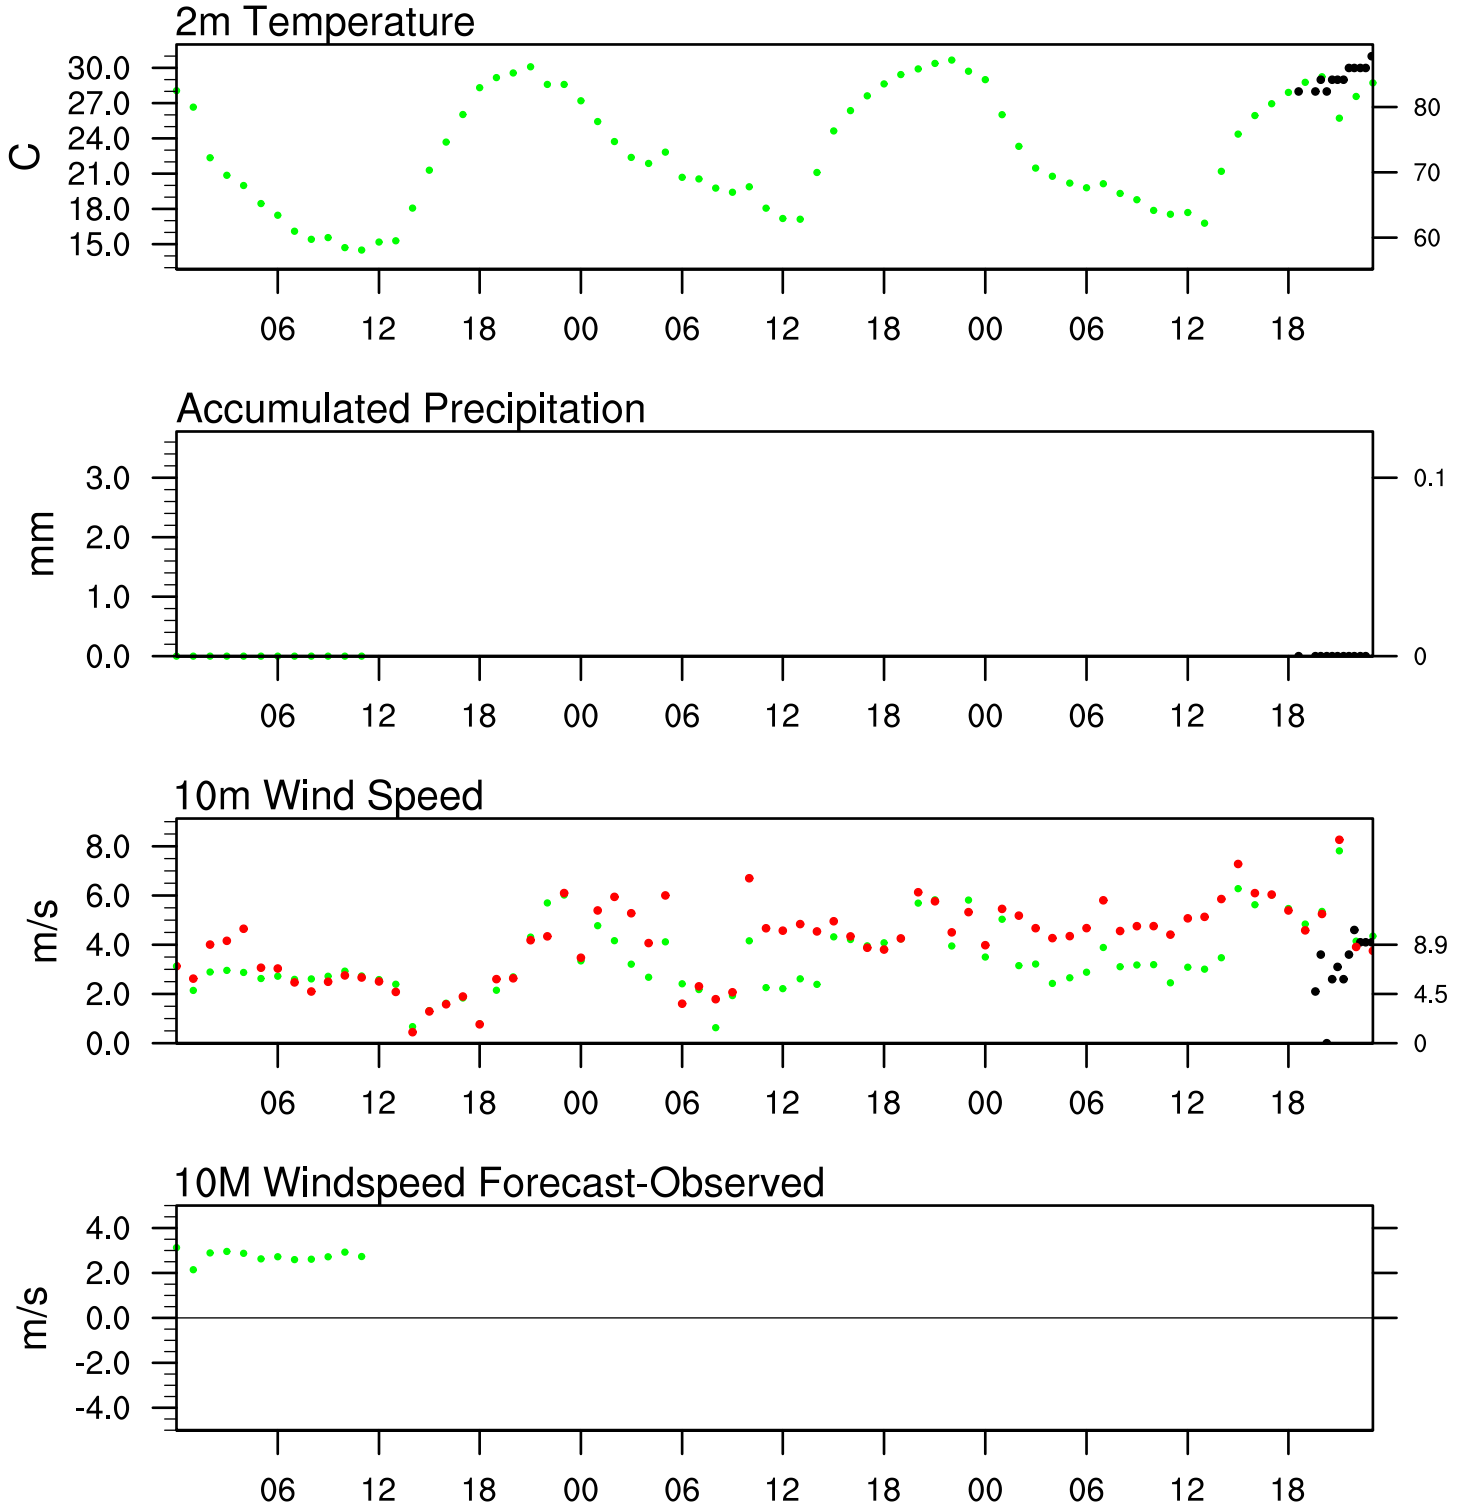 2m Temperature
30.0
27.0
24.0
21.0
18.0
15.0
C
80
70
60
06 12 18 00 06 12 18 00 06 12 18
Accumulated Precipitation
3.0
2.0
1.0
0.0
mm
0.1
0
06 12 18 00 06 12 18 00 06 12 18
10m Wind Speed
8.0
6.0
4.0
2.0
0.0
m/s
8.9
4.5
0
06 12 18 00 06 12 18 00 06 12 18
10M Windspeed Forecast-Observed
4.0
2.0
0.0
-2.0
-4.0
m/s
06 12 18 00 06 12 18 00 06 12 18